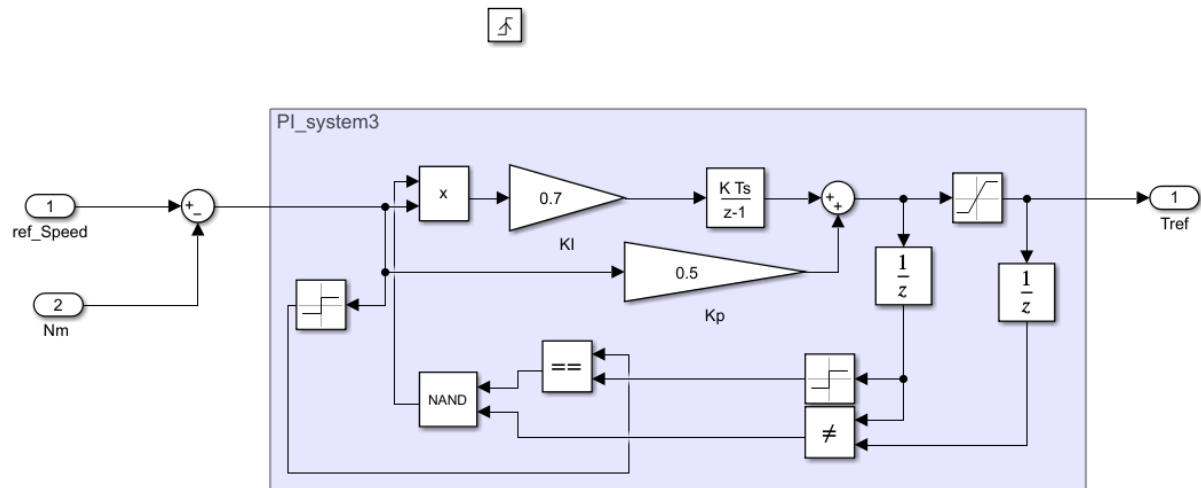 PI_system3
x
0.7
KI
K Ts
z-1
+
+
1
ref_Speed
+
−
1
Tref
0.5
Kp
1
z
1
z
2
Nm
==
NAND
≠